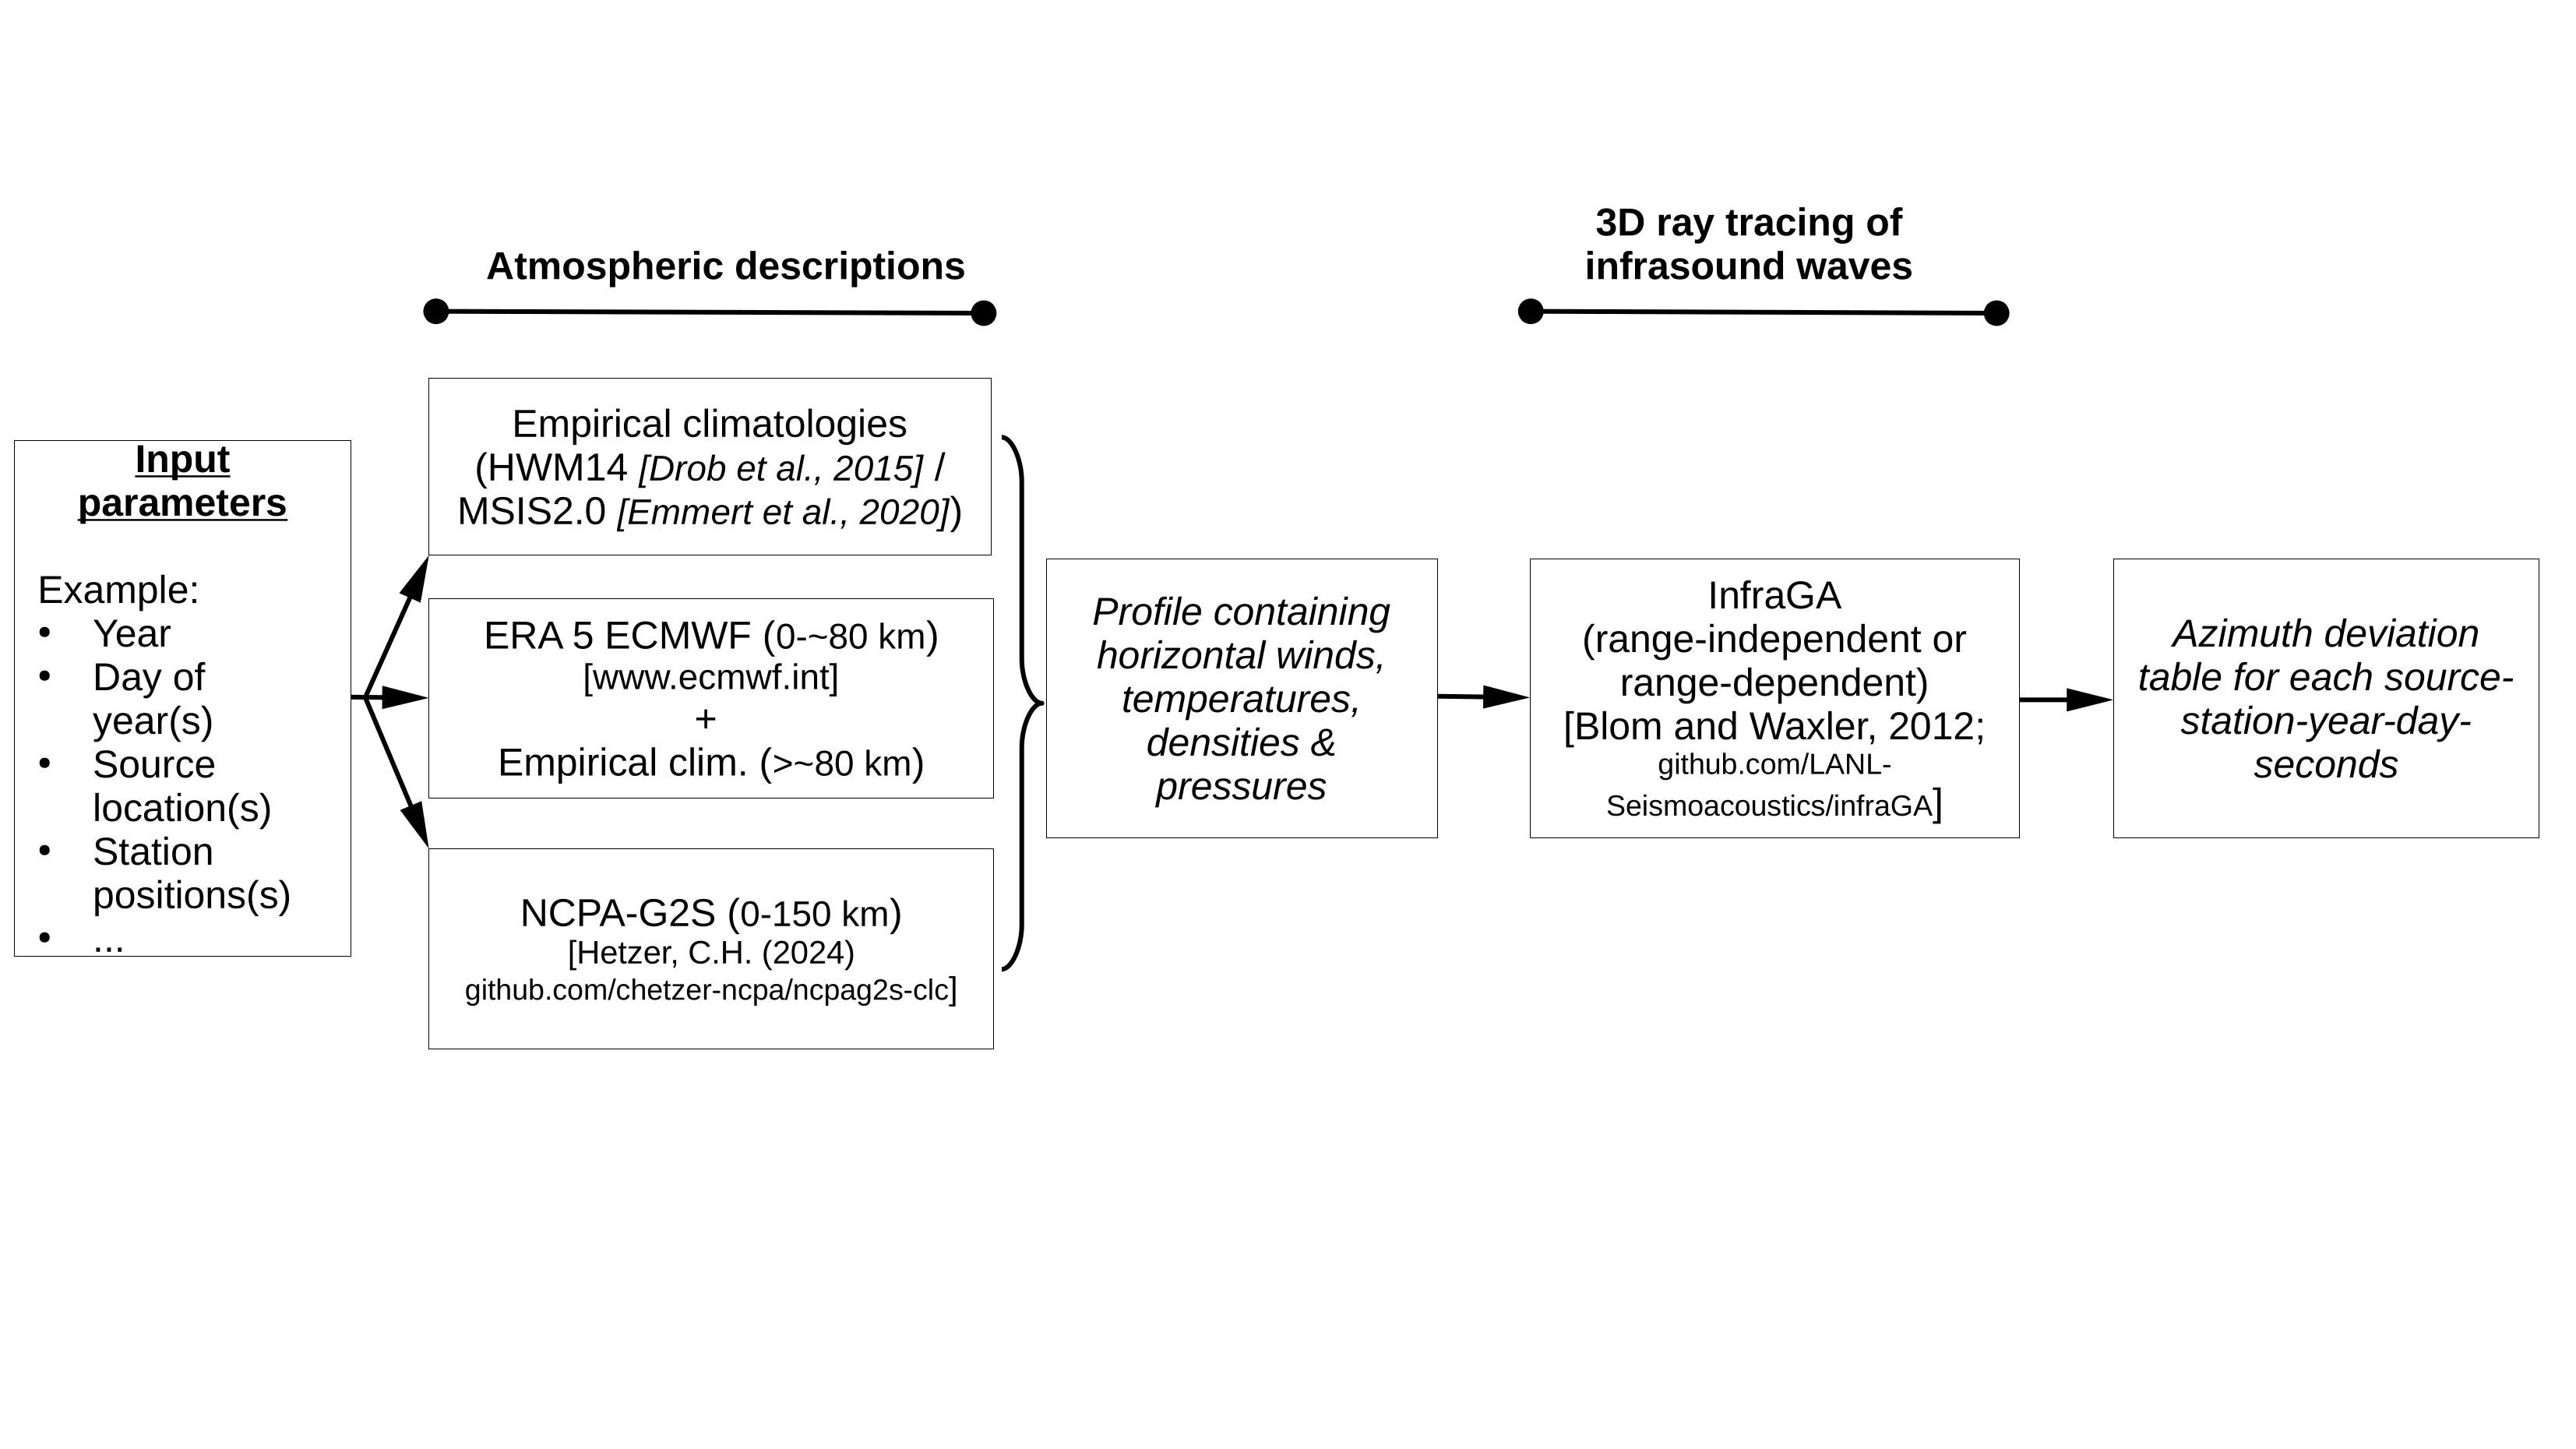 Atmospheric descriptions
3D ray tracing of
infrasound waves
Input
parameters
Example:
• Year
• Day of
year(s)
• Source
location(s)
• Station
positions(s)
• ...
Empirical climatologies
(HWM14 [Drob et al., 2015] /
MSIS2.0 [Emmert et al., 2020])
ERA 5 ECMWF (0-~80 km)
[www.ecmwf.int]
+
Empirical clim. (>~80 km)
NCPA-G2S (0-150 km)
[Hetzer, C.H. (2024)
github.com/chetzer-ncpa/ncpag2s-clc]
Profile containing
horizontal winds,
temperatures,
densities &
pressures
InfraGA
(range-independent or
range-dependent)
[Blom and Waxler, 2012;
github.com/LANL-
Seismoacoustics/infraGA]
Azimuth deviation
table for each source-
station-year-day-
seconds